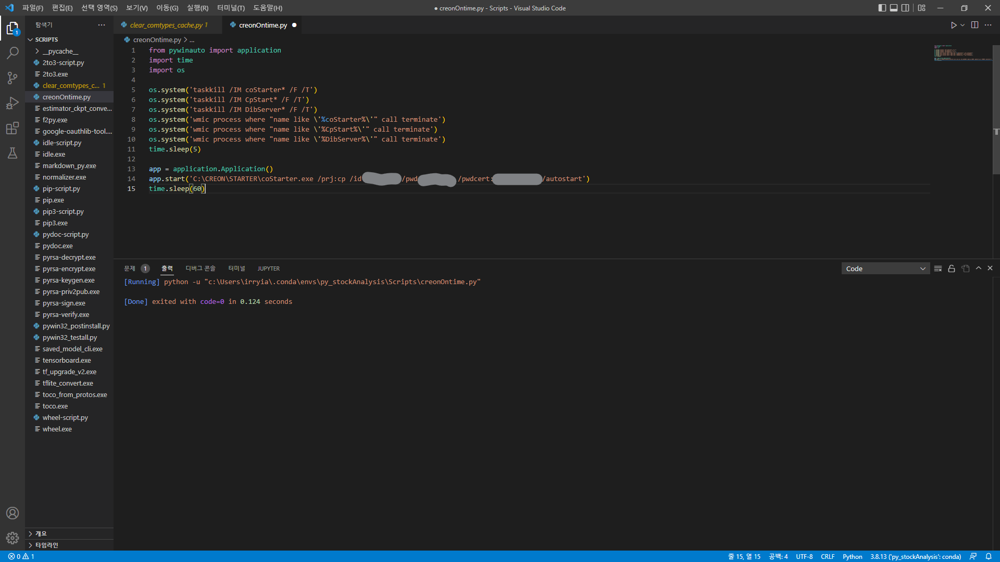 파일(F) 편집(E) 선택 영역(S) 보기(V) 이동(G) 실행(R) 터미널(T) 도움말(H)
● creonOntime.py - Scripts - Visual Studio Code
탐색기
clear_comtypes_cache.py 1
creonOntime.py
SCRIPTS
creonOntime.py > ...
1
__pycache__
2to3-script.py
2to3.exe
clear_comtypes_c... 1
creonOntime.py
estimator_ckpt_conve...
f2py.exe
google-oauthlib-tool....
idle-script.py
idle.exe
markdown_py.exe
normalizer.exe
pip-script.py
pip.exe
pip3-script.py
pip3.exe
pydoc-script.py
pydoc.exe
pyrsa-decrypt.exe
pyrsa-encrypt.exe
pyrsa-keygen.exe
pyrsa-priv2pub.exe
pyrsa-sign.exe
pyrsa-verify.exe
pywin32_postinstall.py
pywin32_testall.py
saved_model_cli.exe
tensorboard.exe
tf_upgrade_v2.exe
tflite_convert.exe
toco_from_protos.exe
toco.exe
wheel-script.py
wheel.exe
개요
타임라인
1 from pywinauto import application
2 import time
3 import os
4
5 os.system('taskkill /IM coStarter* /F /T')
6 os.system('taskkill /IM CpStart* /F /T')
7 os.system('taskkill /IM DibServer* /F /T')
8 os.system('wmic process where "name like \'%coStarter%\'" call terminate')
9 os.system('wmic process where "name like \'%CpStart%\'" call terminate')
10 os.system('wmic process where "name like \'%DibServer%\'" call terminate')
11 time.sleep(5)
12
13 app = application.Application()
14 app.start('C:\CREON\STARTER\coStarter.exe /prj:cp /id /pwd /pwdcert: /autostart')
15 time.sleep(60)
문제 1 출력 디버그 콘솔 터미널 JUPYTER
Code
[Running] python -u "c:\Users\irryia\.conda\envs\py_stockAnalysis\Scripts\creonOntime.py"
[Done] exited with code=0 in 0.124 seconds
0 1
줄 15, 열 15 공백: 4 UTF-8 CRLF Python 3.8.13 ('py_stockAnalysis': conda)